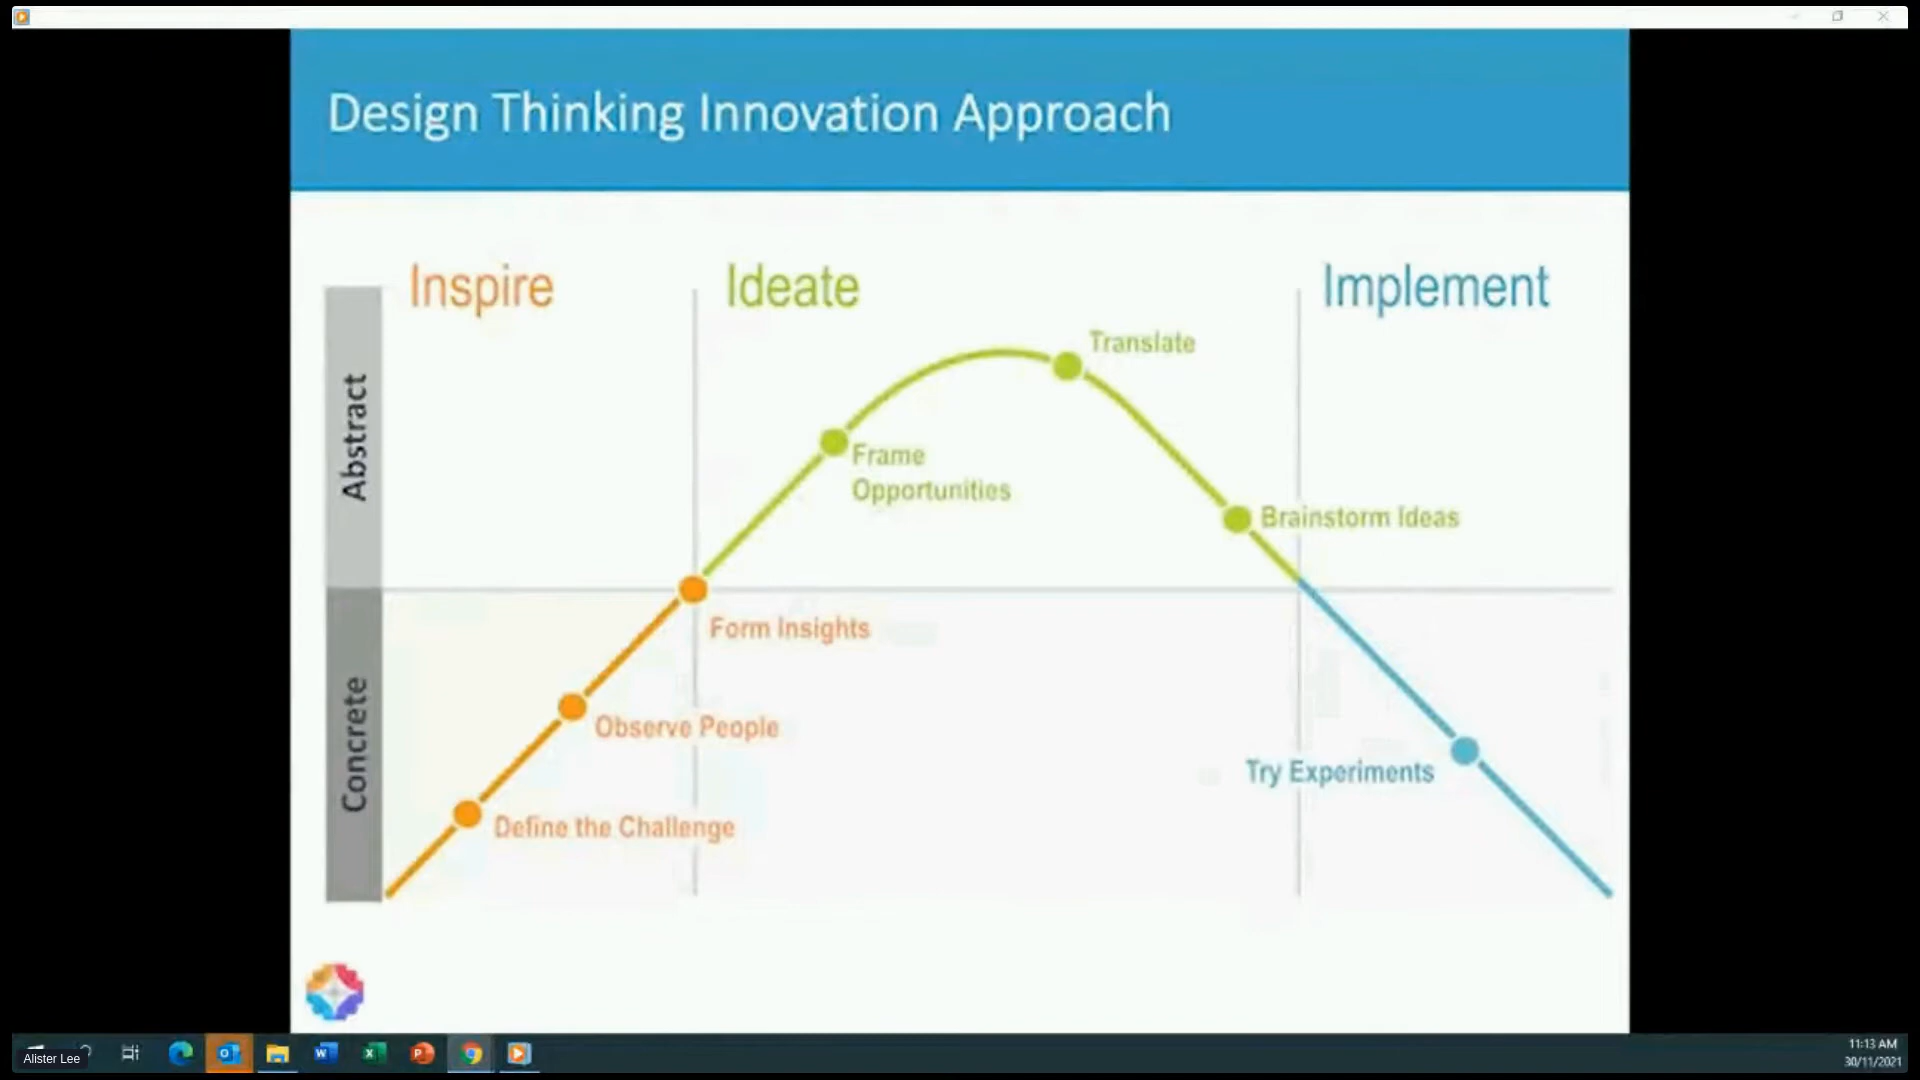 Design Thinking Innovation Approach
Inspire
Ideate
Implement
Abstract
Concrete
Translate
Frame
Opportunities
Brainstorm Ideas
Form Insights
Observe People
Try Experiments
Define the Challenge
Alister Lee
11:13 AM
30/11/2021